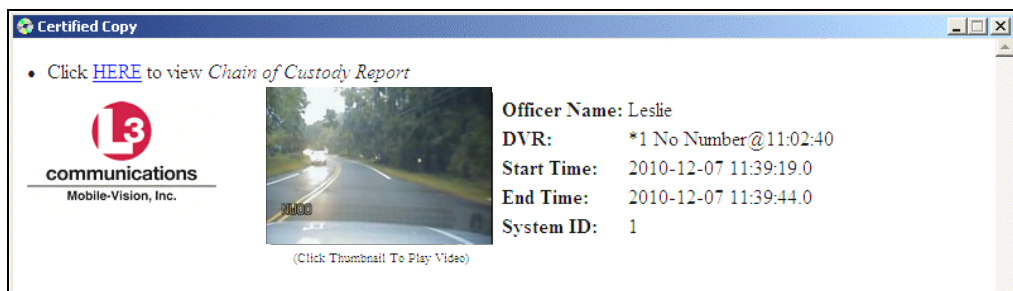 Certified Copy
• Click HERE to view Chain of Custody Report
L3
communications
Mobile-Vision, Inc.
(Click Thumbnail To Play Video)
Officer Name: Leslie
DVR: *1 No Number@11:02:40
Start Time: 2010-12-07 11:39:19.0
End Time: 2010-12-07 11:39:44.0
System ID: 1